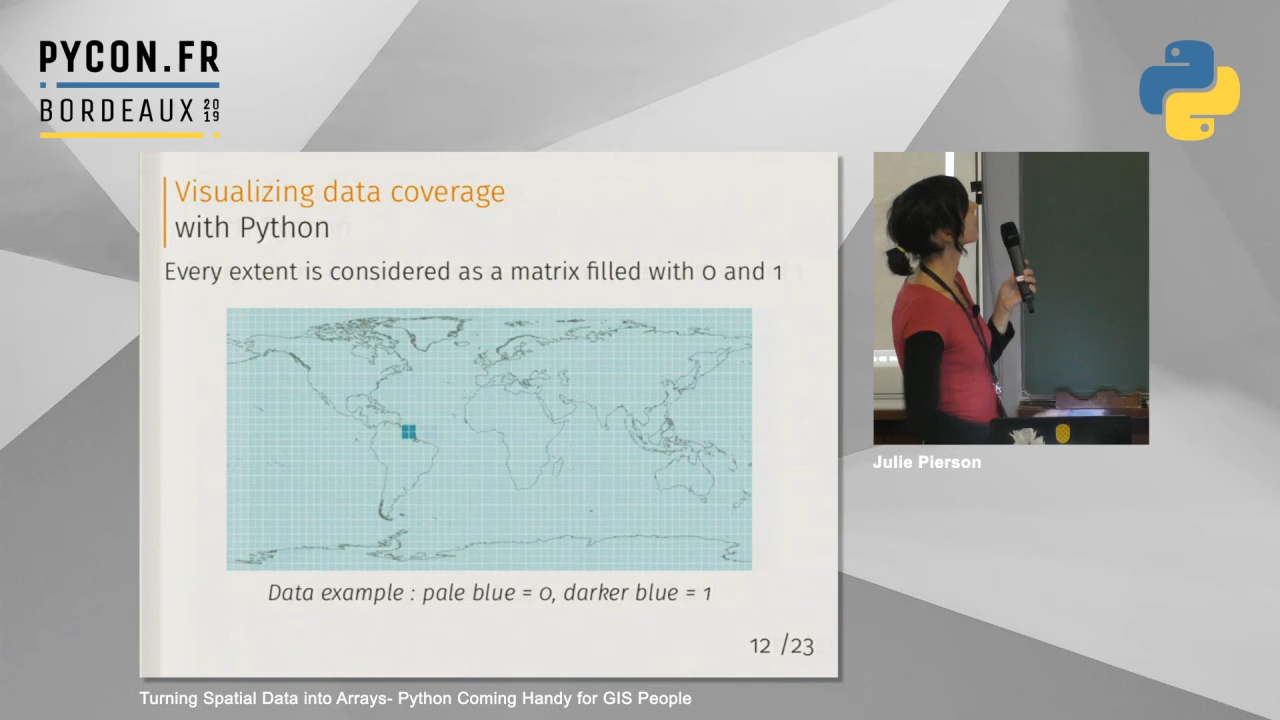 PYCON.FR
BORDEAUX 2019
Visualizing data coverage
with Python
Every extent is considered as a matrix filled with 0 and 1
Data example : pale blue = 0, darker blue = 1
12 /23
Julie Pierson
Turning Spatial Data into Arrays- Python Coming Handy for GIS People